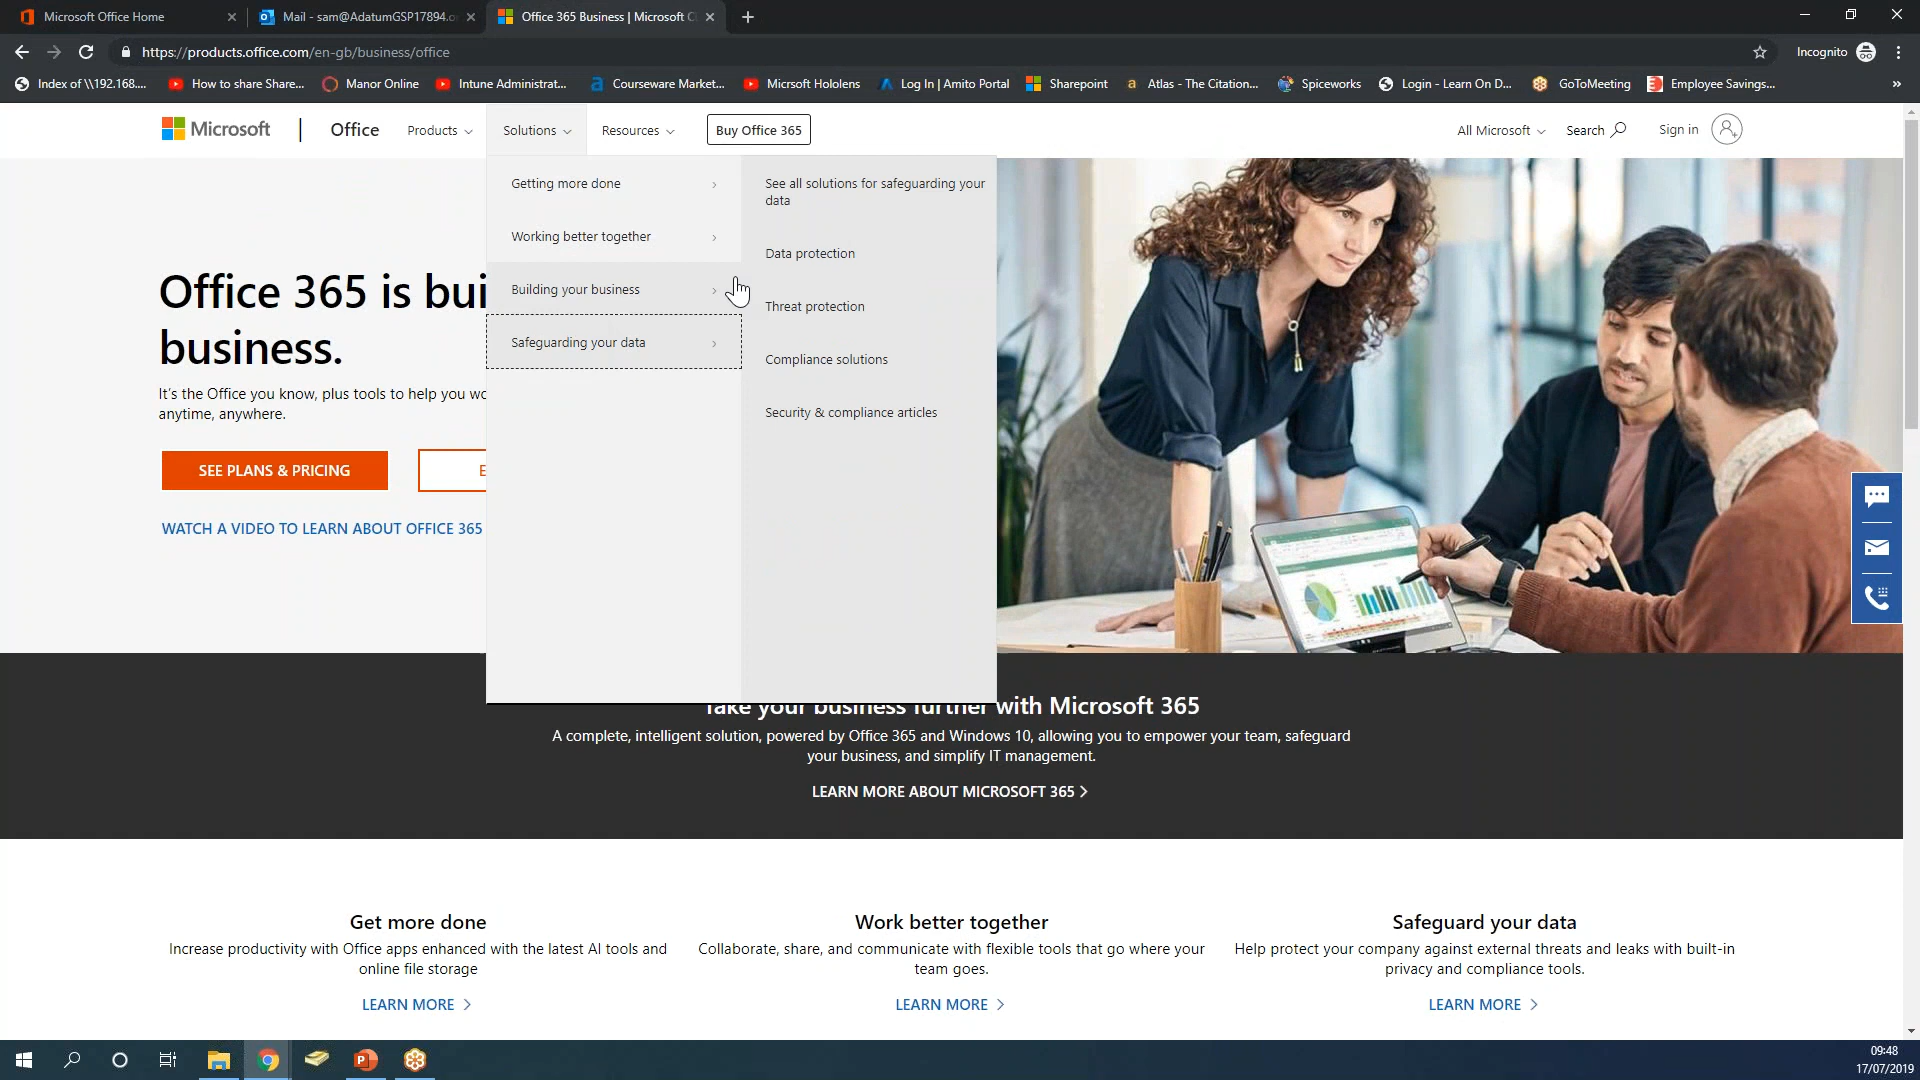 Microsoft Office Home
Mail - sam@AdatumGSP17894.o
Office 365 Business | Microsoft
https://products.office.com/en-gb/business/office
Incognito
Index of \\192.168....
How to share Share...
Manor Online
Intune Administrat...
Courseware Market...
Micrsoft Hololens
Log In | Amito Portal
Sharepoint
Atlas - The Citation...
Spiceworks
Login - Learn On D...
GoToMeeting
Employee Savings...
Microsoft
Office
Products
Solutions
Resources
Buy Office 365
All Microsoft
Search
Sign in
Getting more done
Working better together
Building your business
Safeguarding your data
See all solutions for safeguarding your
data
Data protection
Threat protection
Compliance solutions
Security & compliance articles
Office 365 is bui
business.
It's the Office you know, plus tools to help you wo
anytime, anywhere.
SEE PLANS & PRICING
E
WATCH A VIDEO TO LEARN ABOUT OFFICE 365
Take your business further with Microsoft 365
A complete, intelligent solution, powered by Office 365 and Windows 10, allowing you to empower your team, safeguard
your business, and simplify IT management.
LEARN MORE ABOUT MICROSOFT 365
Get more done
Increase productivity with Office apps enhanced with the latest AI tools and
online file storage
LEARN MORE
Work better together
Collaborate, share, and communicate with flexible tools that go where your
team goes.
LEARN MORE
Safeguard your data
Help protect your company against external threats and leaks with built-in
privacy and compliance tools.
LEARN MORE
09:48
17/07/2019